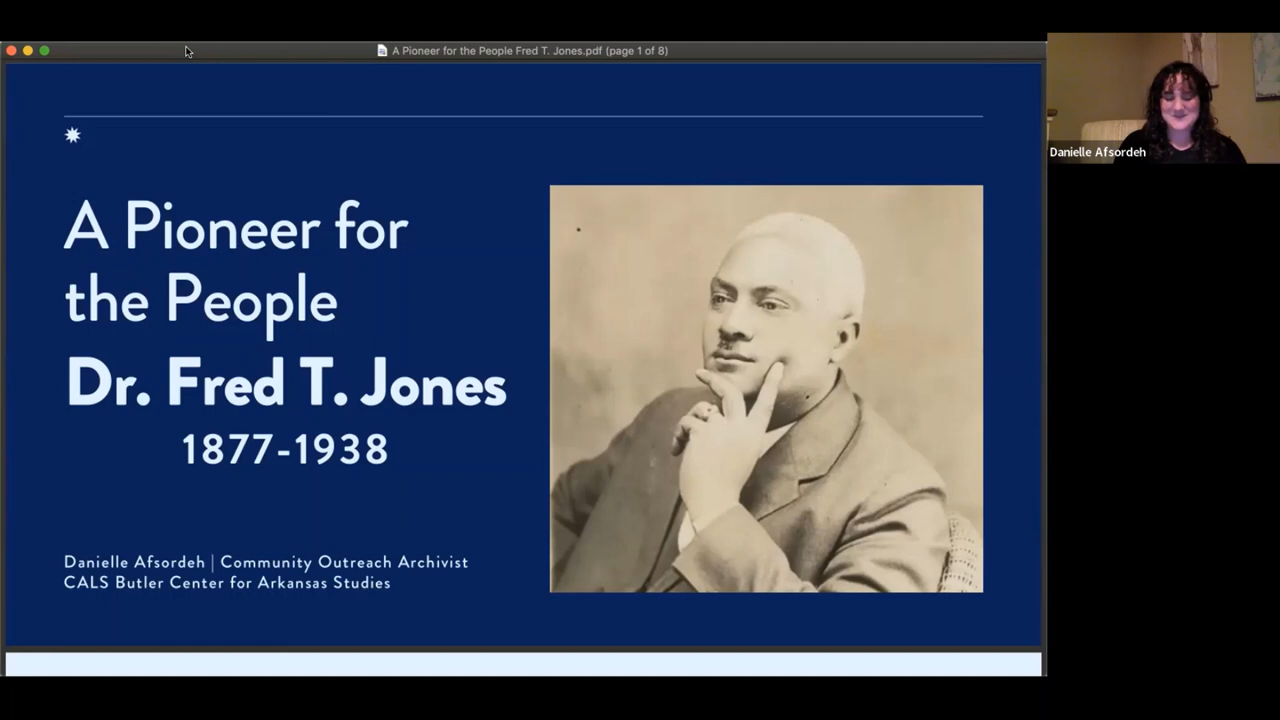 A Pioneer for the People Fred T. Jones.pdf (page 1 of 8)
A Pioneer for
the People
Dr. Fred T. Jones
1877-1938
Danielle Afsordeh | Community Outreach Archivist
CALS Butler Center for Arkansas Studies
Danielle Afsordeh